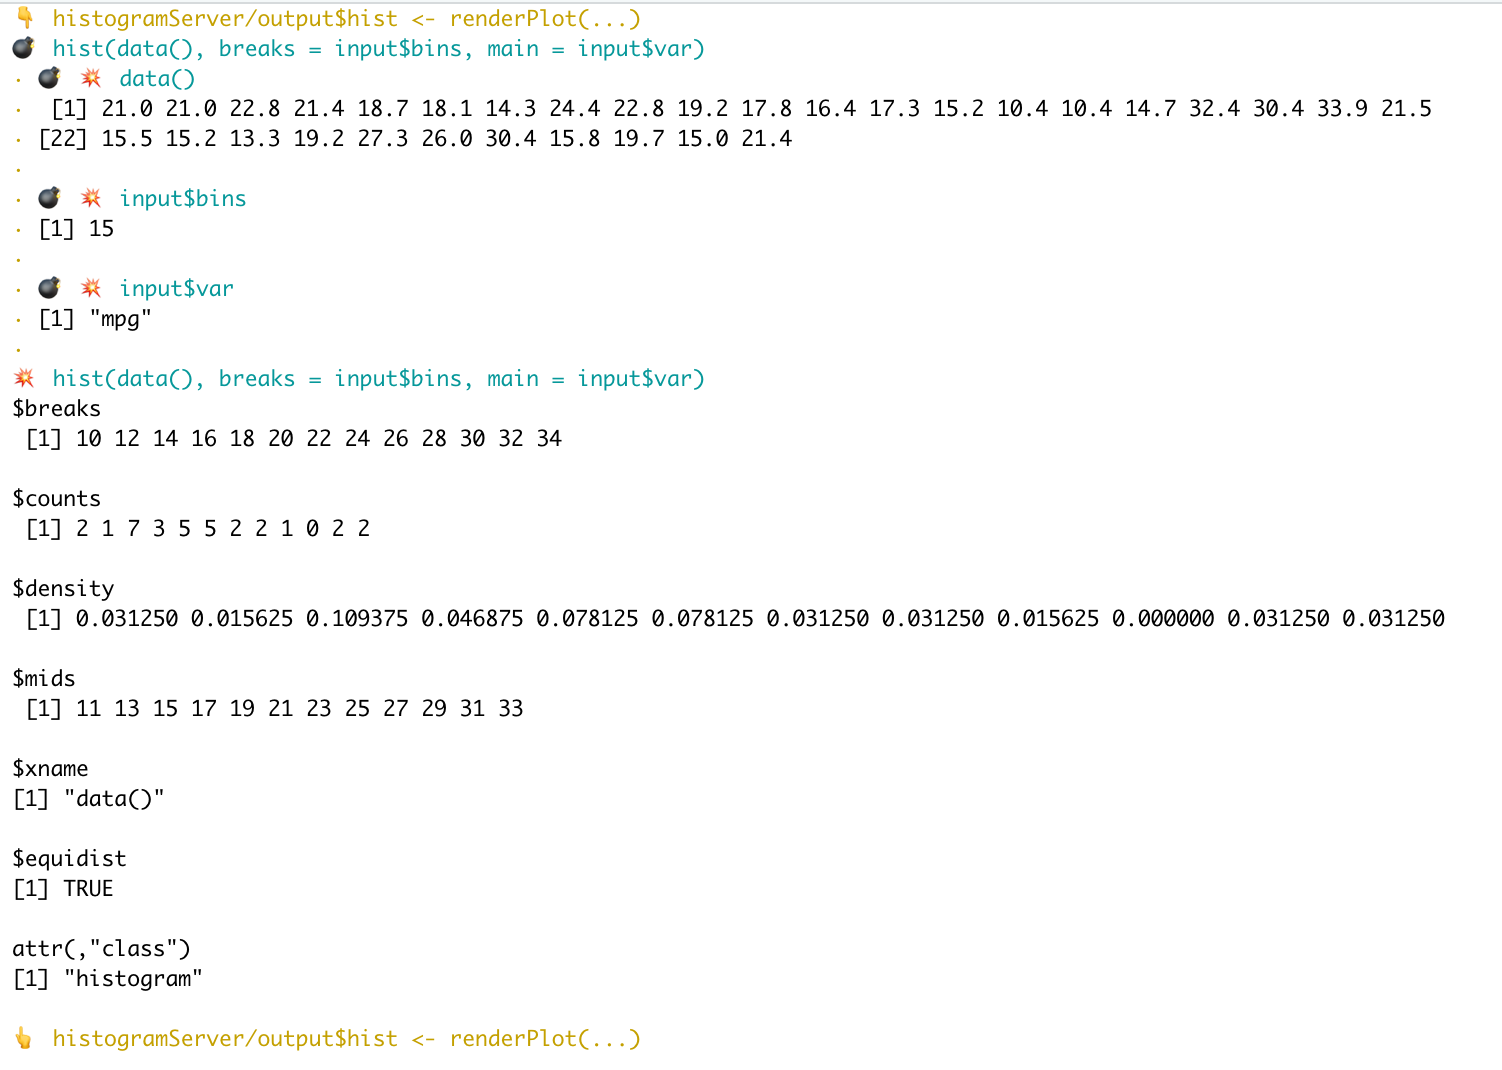 👇 histogramServer/output$hist <- renderPlot(...)
💣 hist(data(), breaks = input$bins, main = input$var)
· 💣 💥 data()
·  [1] 21.0 21.0 22.8 21.4 18.7 18.1 14.3 24.4 22.8 19.2 17.8 16.4 17.3 15.2 10.4 10.4 14.7 32.4 30.4 33.9 21.5
· [22] 15.5 15.2 13.3 19.2 27.3 26.0 30.4 15.8 19.7 15.0 21.4
·
· 💣 💥 input$bins
· [1] 15
·
· 💣 💥 input$var
· [1] "mpg"
·
💥 hist(data(), breaks = input$bins, main = input$var)
$breaks
 [1] 10 12 14 16 18 20 22 24 26 28 30 32 34

$counts
 [1] 2 1 7 3 5 5 2 2 1 0 2 2

$density
 [1] 0.031250 0.015625 0.109375 0.046875 0.078125 0.078125 0.031250 0.031250 0.015625 0.000000 0.031250 0.031250

$mids
 [1] 11 13 15 17 19 21 23 25 27 29 31 33

$xname
[1] "data()"

$equidist
[1] TRUE

attr(,"class")
[1] "histogram"

👆 histogramServer/output$hist <- renderPlot(...)